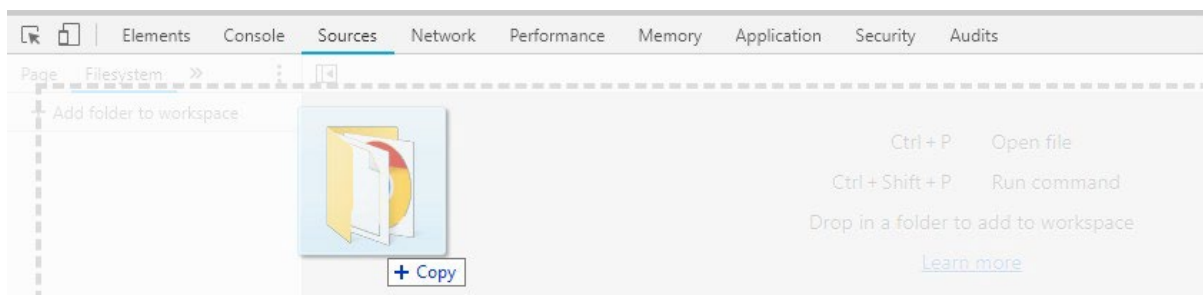 Elements Console Sources Network Performance Memory Application Security Audits
Page Filesystem »
+ Add folder to workspace
Ctrl + P Open file
Ctrl + Shift + P Run command
Drop in a folder to add to workspace
Learn more
+ Copy